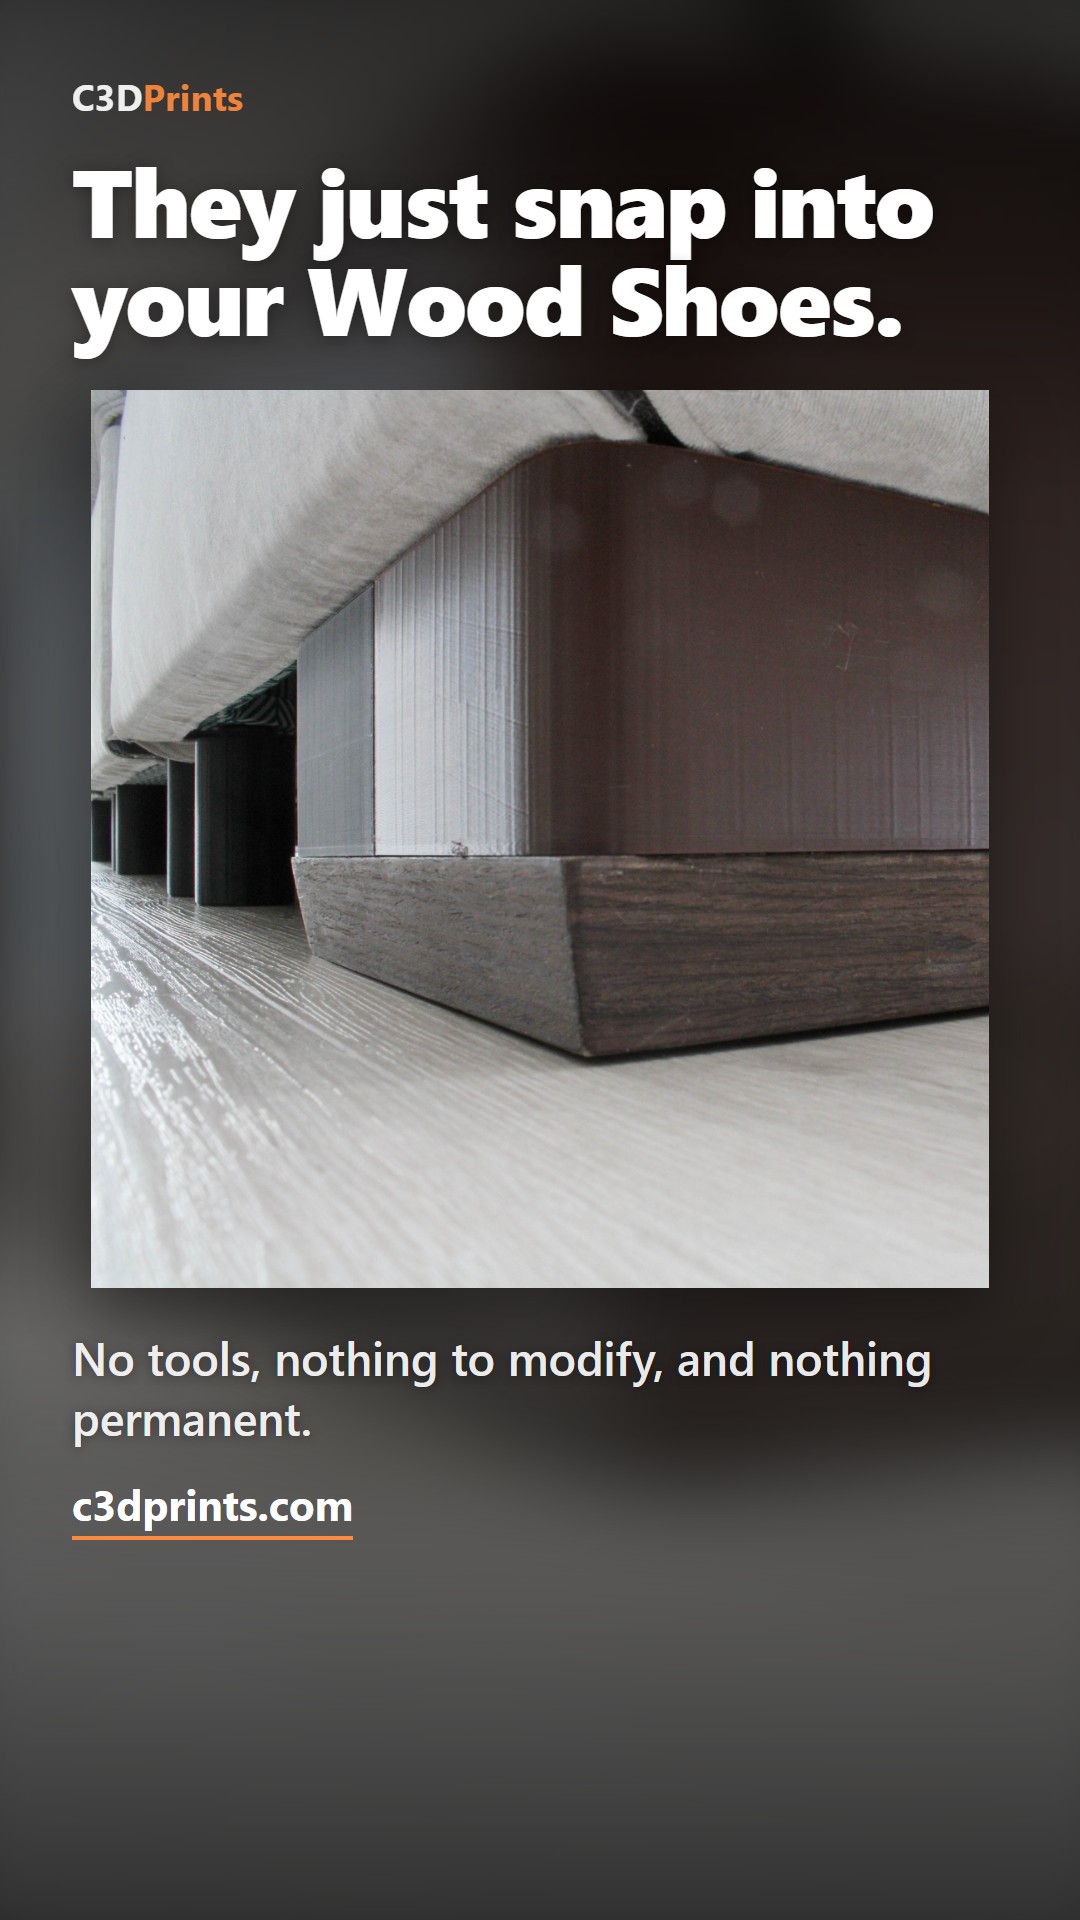 C3DPrints
They just snap into
your Wood Shoes.
No tools, nothing to modify, and nothing
permanent.
c3dprints.com